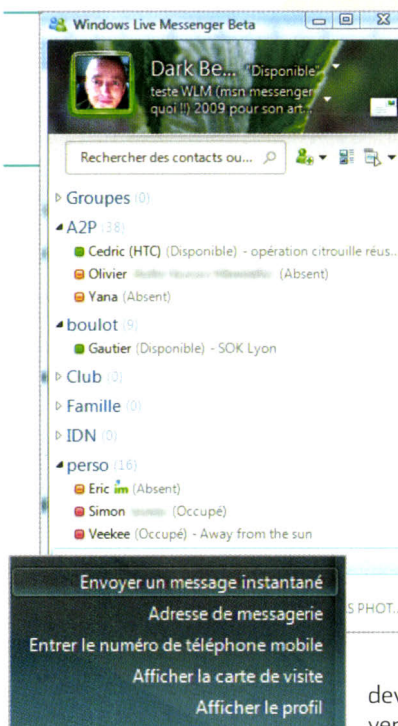 Windows Live Messenger Beta
Dark Be... "Disponible"
teste WLM (msn messenger
quoi !!) 2009 pour son art...
Rechercher des contacts ou...
Groupes (0)
A2P (38)
Cedric (HTC) (Disponible) - opération citrouille réus...
Olivier (Absent)
Yana (Absent)
boulot (9)
Gautier (Disponible) - SOK Lyon
Club (0)
Famille (0)
IDN (0)
perso (16)
Eric im (Absent)
Simon (Occupé)
Veekee (Occupé) - Away from the sun
S PHOT...
Envoyer un message instantané
Adresse de messagerie
Entrer le numéro de téléphone mobile
Afficher la carte de visite
Afficher le profil
dev
ver